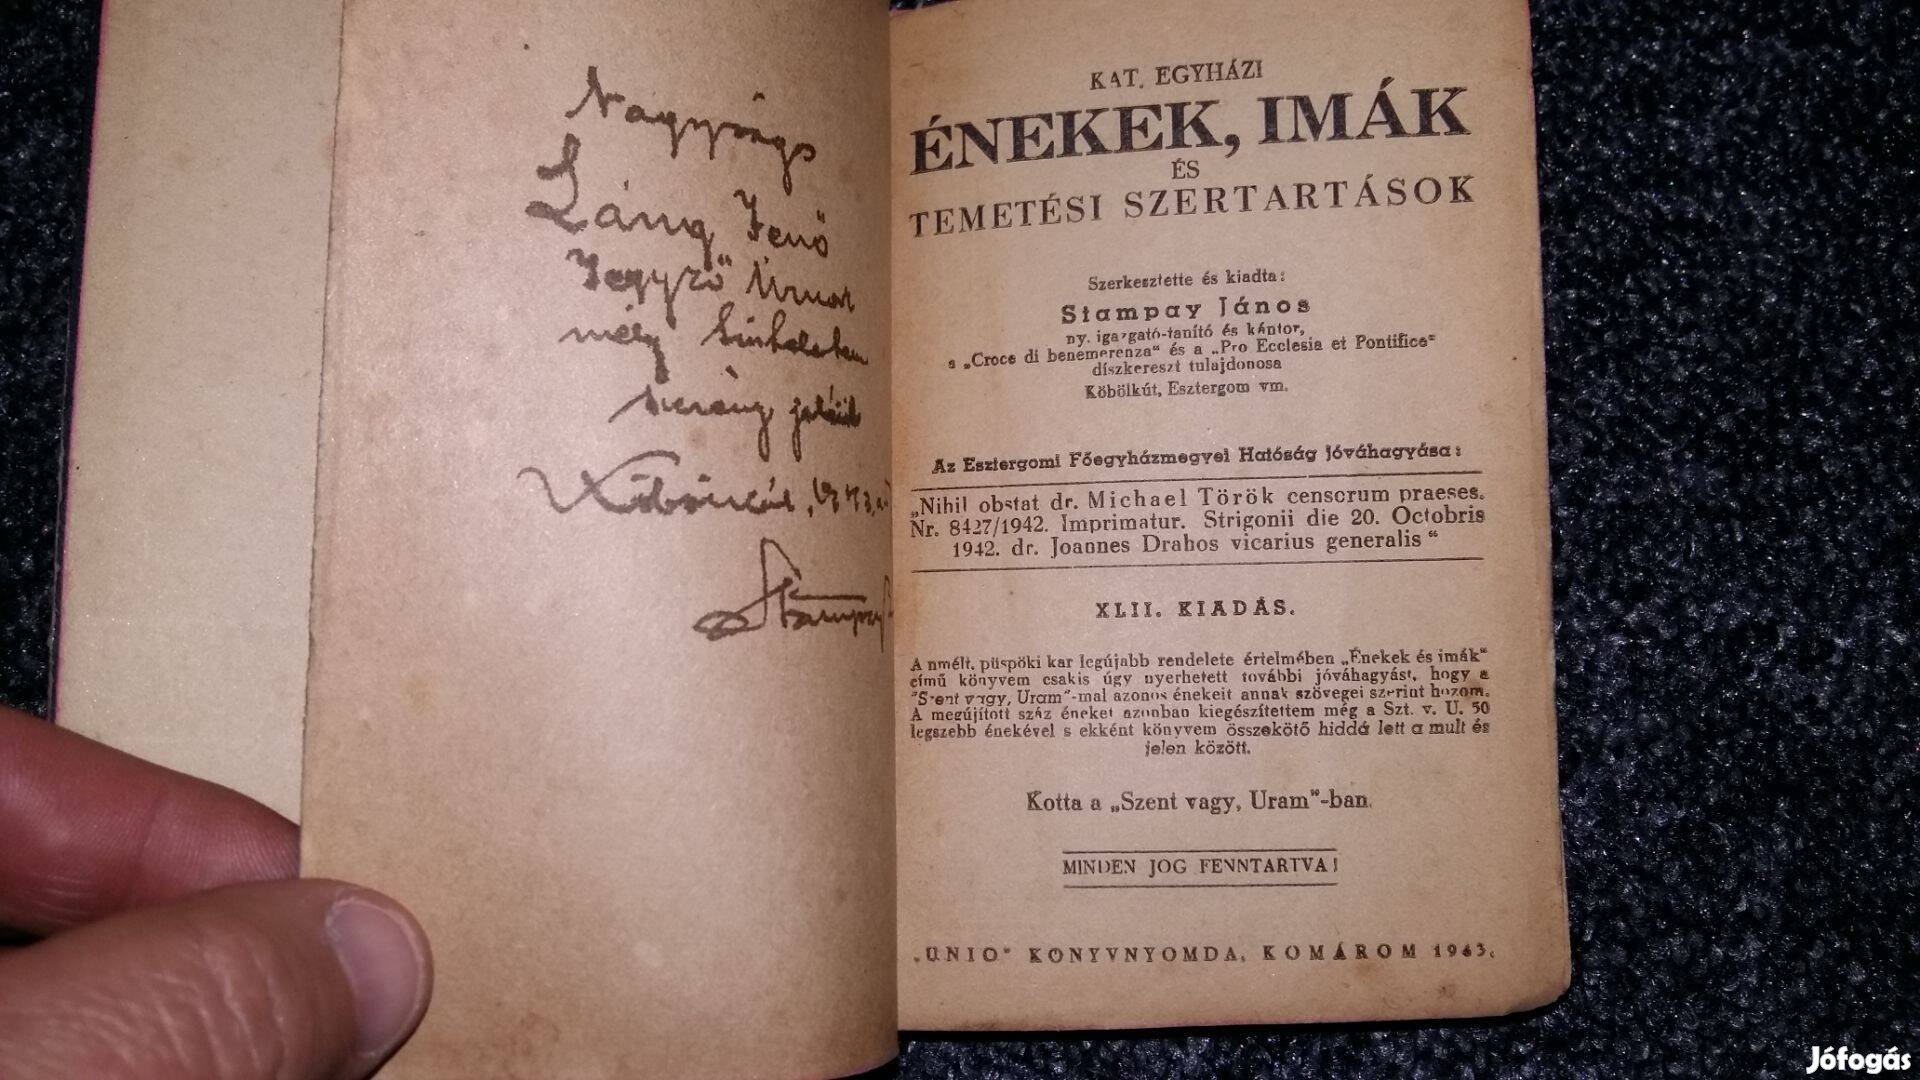 Nagyságos
Láng Jenő
Jegyző Úrnak
mély tiszteletem
jeléül
Köbölkút, 1943.
Stampay
KAT. EGYHÁZI
ÉNEKEK, IMÁK
ÉS
TEMETÉSI SZERTARTÁSOK
Szerkesztette és kiadta:
Stampay János
ny. igazgató-tanító és kántor,
a „Croce di benemerenza" és a „Pro Ecclesia et Pontifice"
díszkereszt tulajdonosa
Köbölkút, Esztergom vm.
Az Esztergomi Főegyházmegyei Hatóság jóváhagyása:
„Nihil obstat dr. Michael Török censorum praeses.
Nr. 8427/1942. Imprimatur. Strigonii die 20. Octobris
1942. dr. Joannes Drahos vicarius generalis"
XLII. KIADÁS.
A nmélt. püspöki kar legújabb rendelete értelmében „Énekek és imák"
című könyvem csakis úgy nyerhetett további jóváhagyást, hogy a
"Szent vagy, Uram"-mal azonos énekeit annak szövegei szerint hozom.
A megújított száz éneket azonban kiegészítettem még a Szt. v. U. 50
legszebb énekével s ekként könyvem összekötő hiddá lett a mult és
jelen között.
Kotta a „Szent vagy, Uram"-ban.
MINDEN JOG FENNTARTVA!
„UNIO" KÖNYVNYOMDA, KOMÁROM 1943.
Jófogás